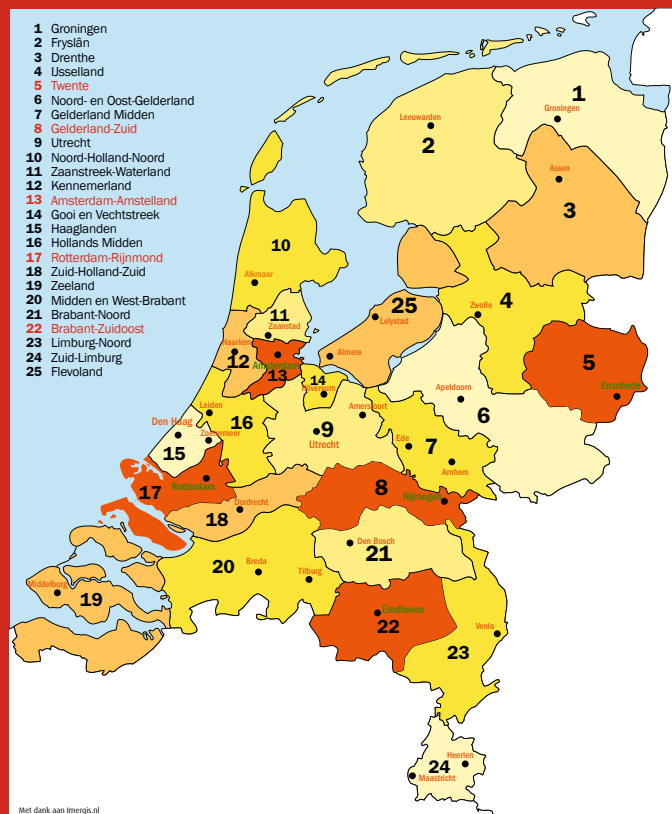 1 Groningen
2 Fryslân
3 Drenthe
4 IJsselland
5 Twente
6 Noord- en Oost-Gelderland
7 Gelderland Midden
8 Gelderland-Zuid
9 Utrecht
10 Noord-Holland-Noord
11 Zaanstreek-Waterland
12 Kennemerland
13 Amsterdam-Amstelland
14 Gooi en Vechtstreek
15 Haaglanden
16 Hollands Midden
17 Rotterdam-Rijnmond
18 Zuid-Holland-Zuid
19 Zeeland
20 Midden en West-Brabant
21 Brabant-Noord
22 Brabant-Zuidoost
23 Limburg-Noord
24 Zuid-Limburg
25 Flevoland
1
Groningen
Leeuwarden
2
Assen
3
10
Alkmaar
25
Lelystad
4
Zwolle
11
Zaanstad
Haarlem
12
Amsterdam
13
Almere
5
Enschede
14
Hilversum
Apeldoorn
6
Leiden
16
Amersfoort
9
Utrecht
Den Haag
Zoetermeer
15
Ede
7
Arnhem
17
Rotterdam
8
Nijmegen
Dordrecht
18
Den Bosch
21
20
Breda
Tilburg
Middelburg
19
Eindhoven
22
Venlo
23
24
Heerlen
Maastricht
Met dank aan Imergis.nl